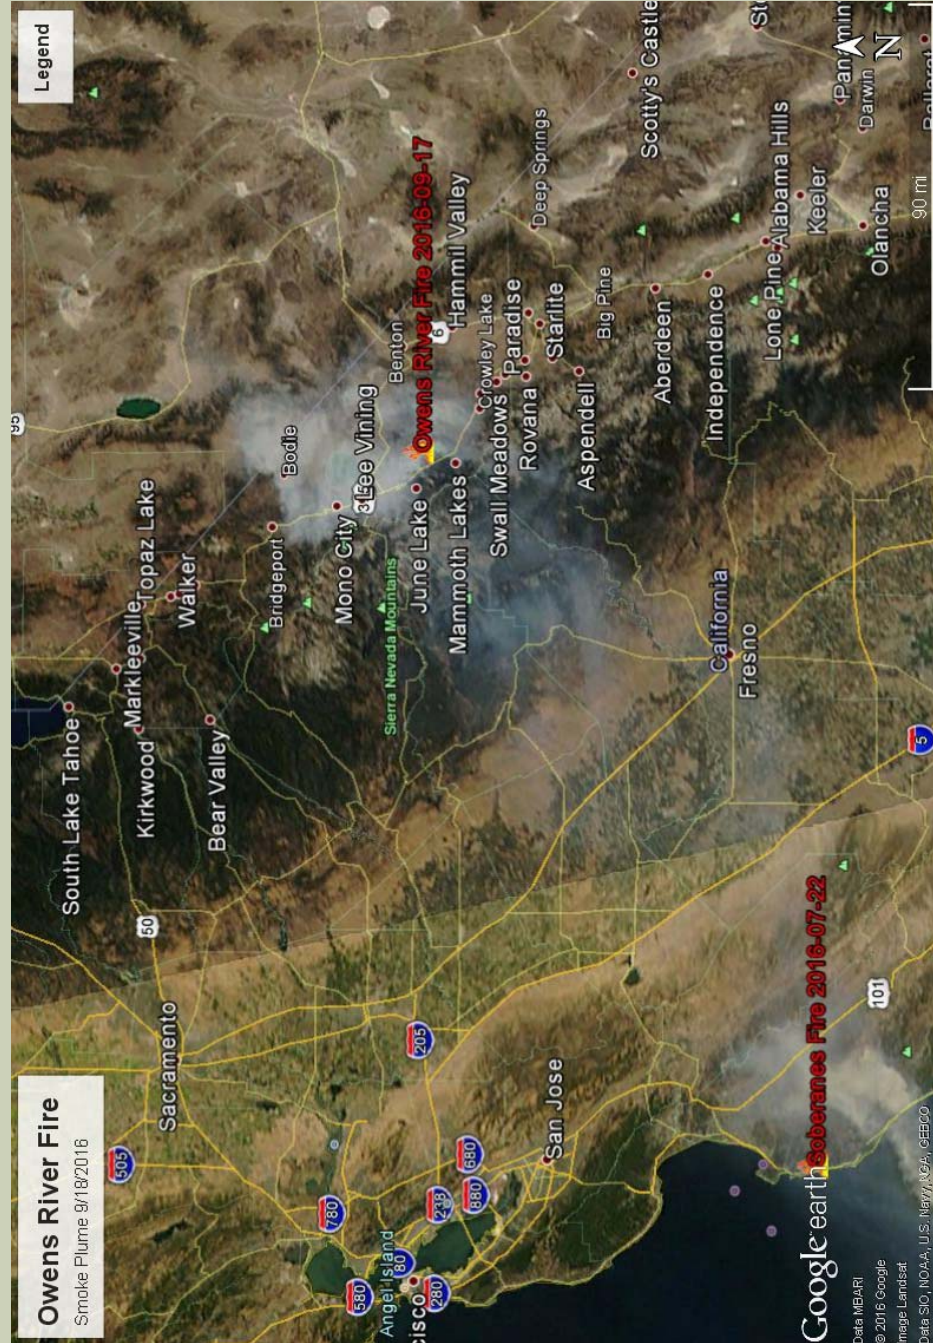 Owens River Fire
Smoke Plume 9/18/2016
Legend
South Lake Tahoe
Markleeville
Topaz Lake
95
Kirkwood
Walker
50
Bear Valley
Sacramento
505
Bridgeport
Bodie
Mono City
Lee Vining
Benton
Sierra Nevada Mountains
June Lake
Owens River Fire 2016-09-17
6
Hammil Valley
Mammoth Lakes
Crowley Lake
Swall Meadows
Paradise
Rovana
Starlite
Deep Springs
Aspendell
Big Pine
780
580
Angel Island
80
238
680
880
280
205
San Jose
Aberdeen
Scotty's Castle
Independence
California
Fresno
Lone Pine
Alabama Hills
Keeler
Darwin
Olancha
5
101
Soberanes Fire 2016-07-22
Google earth
N
90 mi
Data MBARI
© 2016 Google
Image Landsat
Data SIO, NOAA, U.S. Navy, NGA, GEBCO